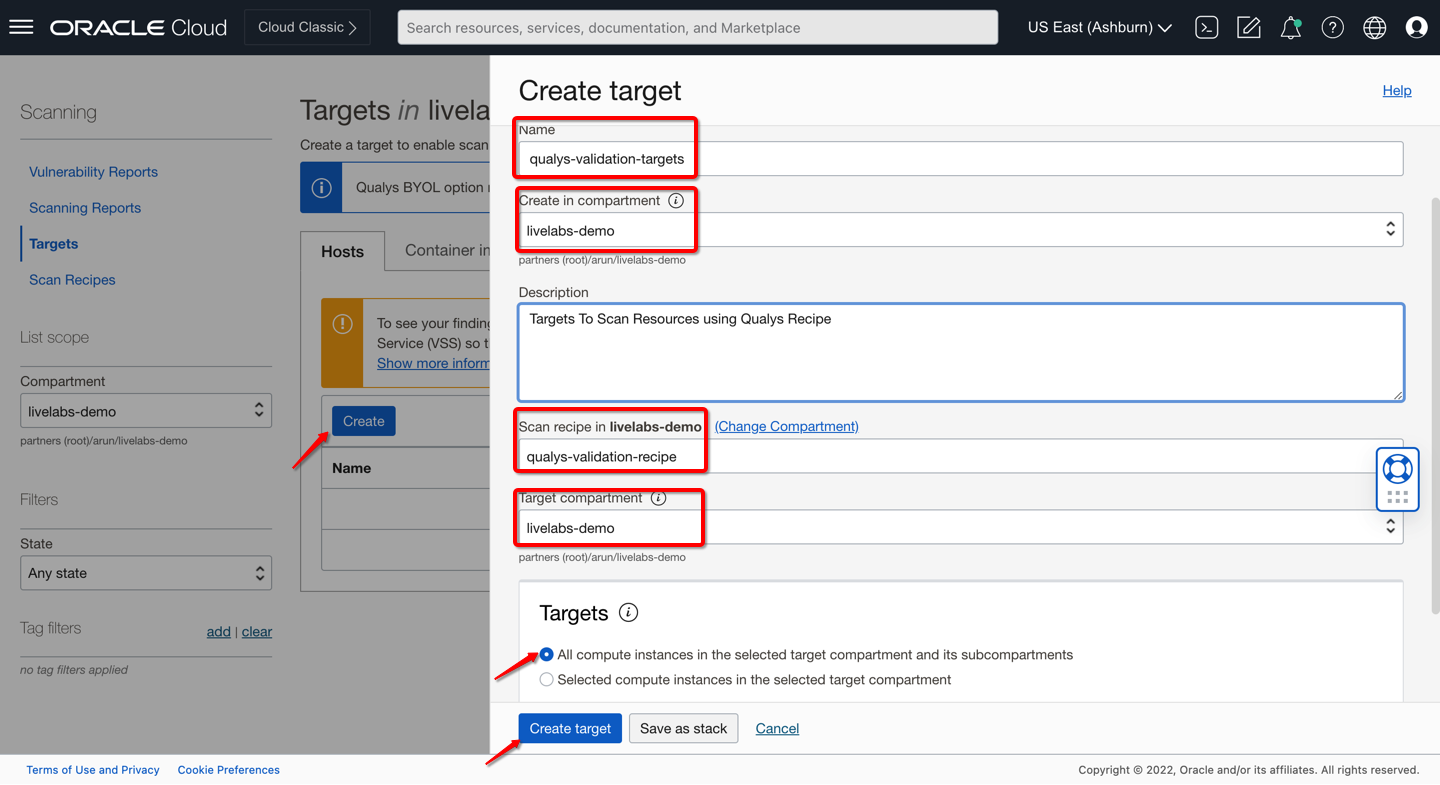 ORACLE Cloud
Cloud Classic
Search resources, services, documentation, and Marketplace
US East (Ashburn)
Scanning
Vulnerability Reports
Scanning Reports
Targets
Scan Recipes
List scope
Compartment
livelabs-demo
partners (root)/arun/livelabs-demo
Filters
State
Any state
Tag filters
add | clear
no tag filters applied
Targets in livela
Create a target to enable scan
Qualys BYOL option
Hosts
Container in
To see your finding
Service (VSS) so t
Show more inform
Create
Name
Create target
Help
Name
qualys-validation-targets
Create in compartment
livelabs-demo
partners (root)/arun/livelabs-demo
Description
Targets To Scan Resources using Qualys Recipe
Scan recipe in livelabs-demo (Change Compartment)
qualys-validation-recipe
Target compartment
livelabs-demo
partners (root)/arun/livelabs-demo
Targets
All compute instances in the selected target compartment and its subcompartments
Selected compute instances in the selected target compartment
Create target
Save as stack
Cancel
Terms of Use and Privacy
Cookie Preferences
Copyright © 2022, Oracle and/or its affiliates. All rights reserved.